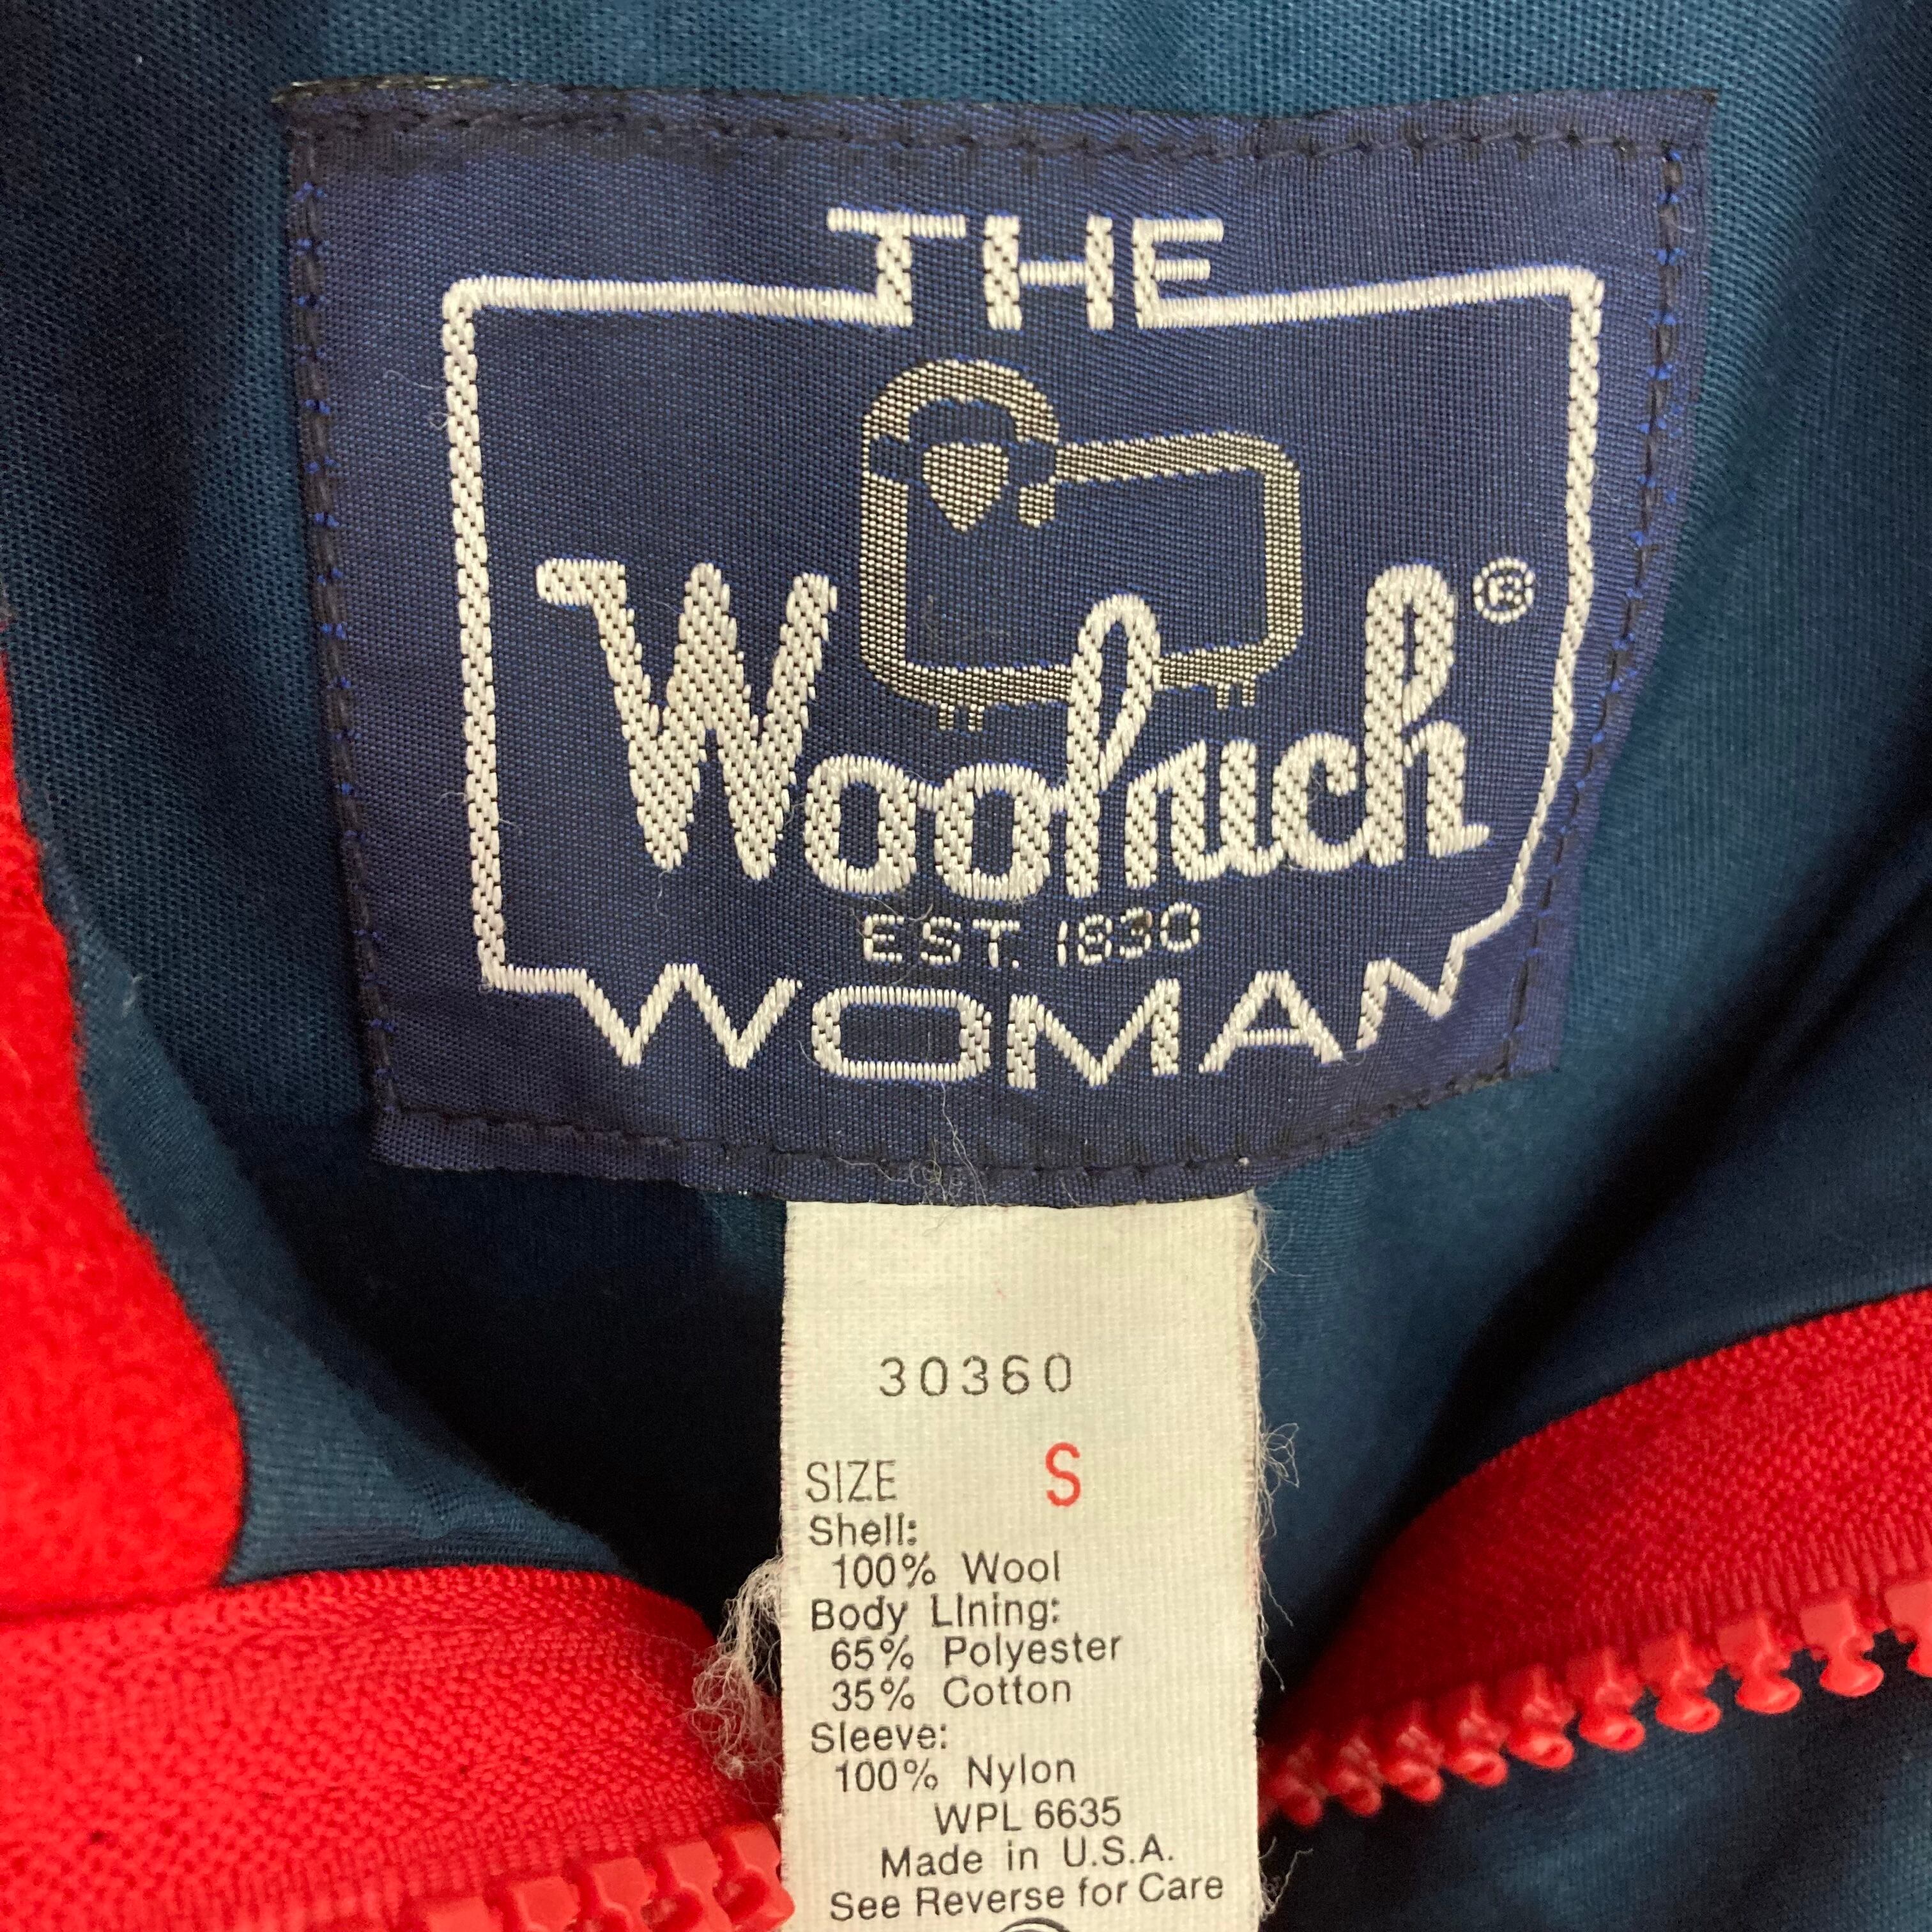 THE
Woolrich®
EST. 1830
WOMAN
30360
SIZE S
Shell:
100% Wool
Body LIning:
65% Polyester
35% Cotton
Sleeve:
100% Nylon
WPL 6635
Made in U.S.A.
See Reverse for Care